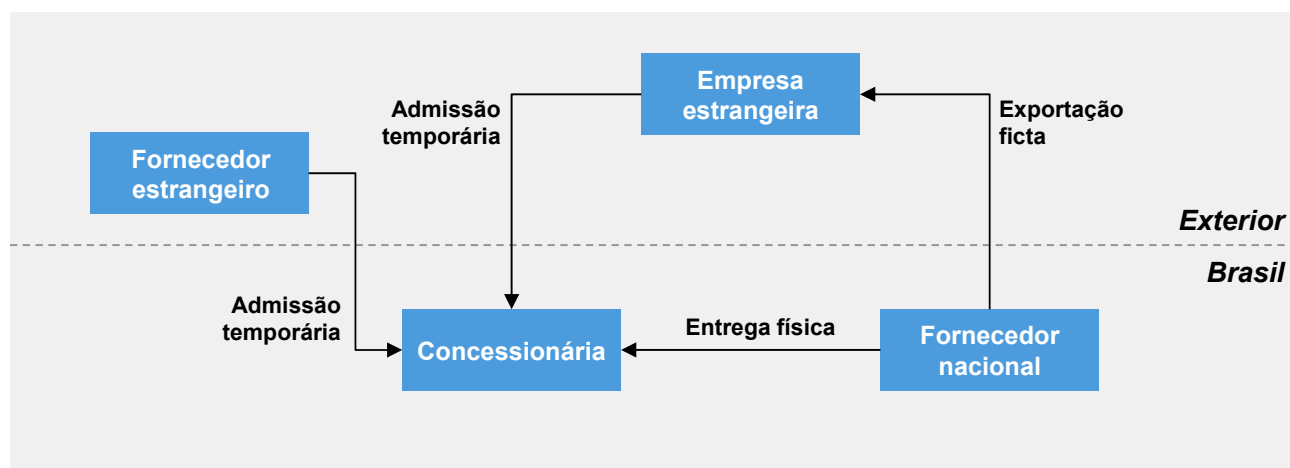 Empresa
estrangeira
Admissão
temporária
Exportação
ficta
Fornecedor
estrangeiro
Exterior
Brasil
Admissão
temporária
Concessionária
Entrega física
Fornecedor
nacional